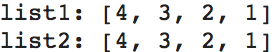 list1: [4, 3, 2, 1]
list2: [4, 3, 2, 1]